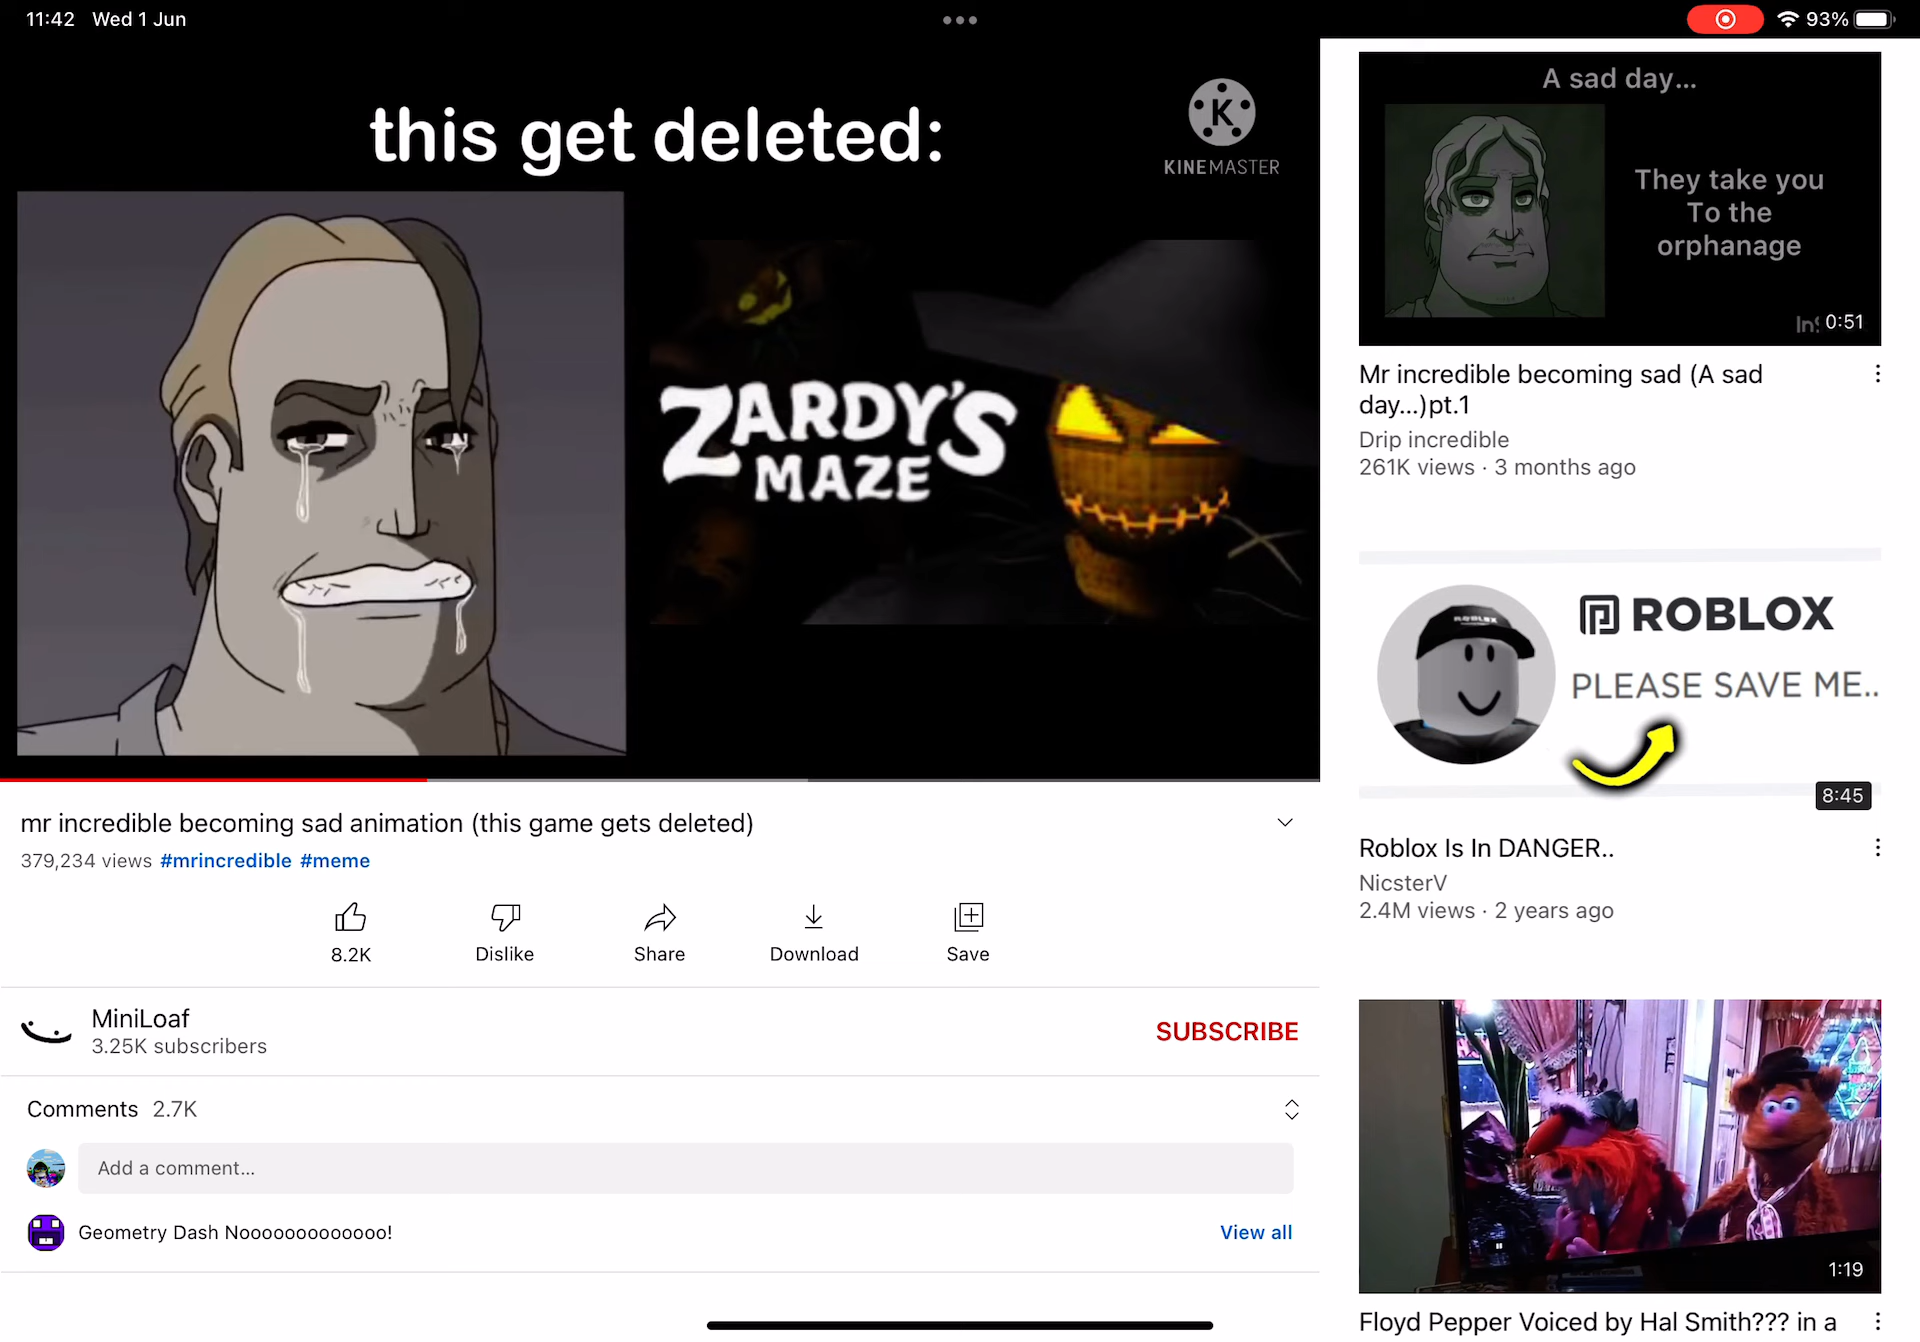 11:42 Wed 1 Jun
93%
this get deleted:
K
KINEMASTER
ZARDY'S
MAZE
mr incredible becoming sad animation (this game gets deleted)
379,234 views #mrincredible #meme
8.2K
Dislike
Share
Download
Save
MiniLoaf
3.25K subscribers
SUBSCRIBE
Comments 2.7K
Add a comment...
Geometry Dash Nooooooooooooo!
View all
A sad day...
They take you
To the
orphanage
0:51
Mr incredible becoming sad (A sad
day...)pt.1
Drip incredible
261K views · 3 months ago
ROBLOX
ROBLOX
PLEASE SAVE ME..
8:45
Roblox Is In DANGER..
NicsterV
2.4M views · 2 years ago
1:19
Floyd Pepper Voiced by Hal Smith??? in a